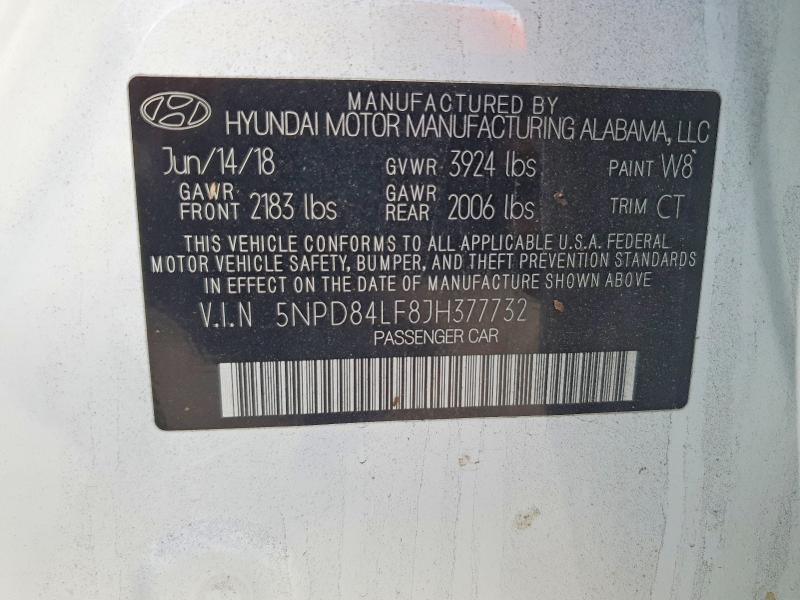 MANUFACTURED BY
HYUNDAI MOTOR MANUFACTURING ALABAMA, LLC
Jun/14/18 GVWR 3924 lbs PAINT W8
GAWR FRONT 2183 lbs GAWR REAR 2006 lbs TRIM CT
THIS VEHICLE CONFORMS TO ALL APPLICABLE U.S.A. FEDERAL
MOTOR VEHICLE SAFETY, BUMPER, AND THEFT PREVENTION STANDARDS
IN EFFECT ON THE DATE OF MANUFACTURE SHOWN ABOVE
V.I.N 5NPD84LF8JH377732
PASSENGER CAR